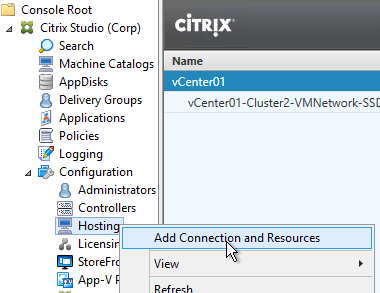 Console Root
Citrix Studio (Corp)
Search
Machine Catalogs
AppDisks
Delivery Groups
Applications
Policies
Logging
Configuration
Administrators
Controllers
Hosting
Licensin
StoreFro
App-V P
CITRIX
Name
vCenter01
vCenter01-Cluster2-VMNetwork-SSD
Add Connection and Resources
View
Refresh